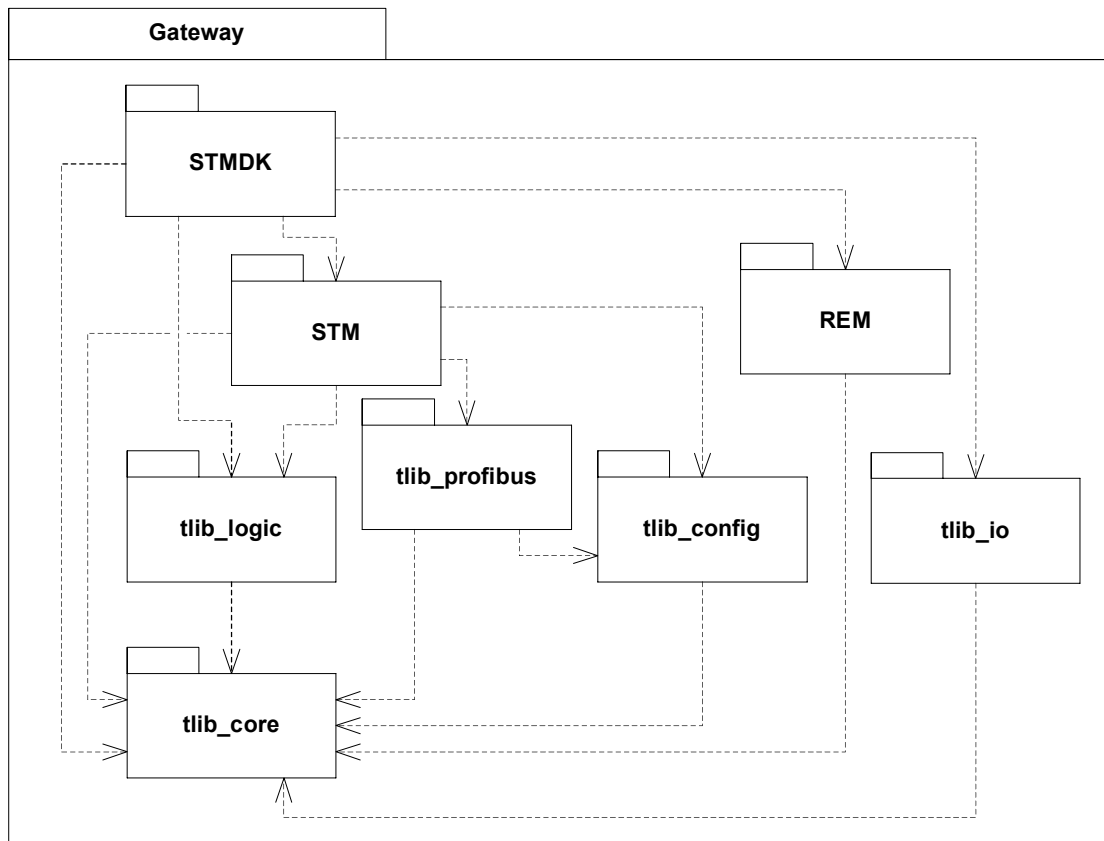 Gateway
STMDK
STM
REM
tlib_profibus
tlib_logic
tlib_config
tlib_io
tlib_core